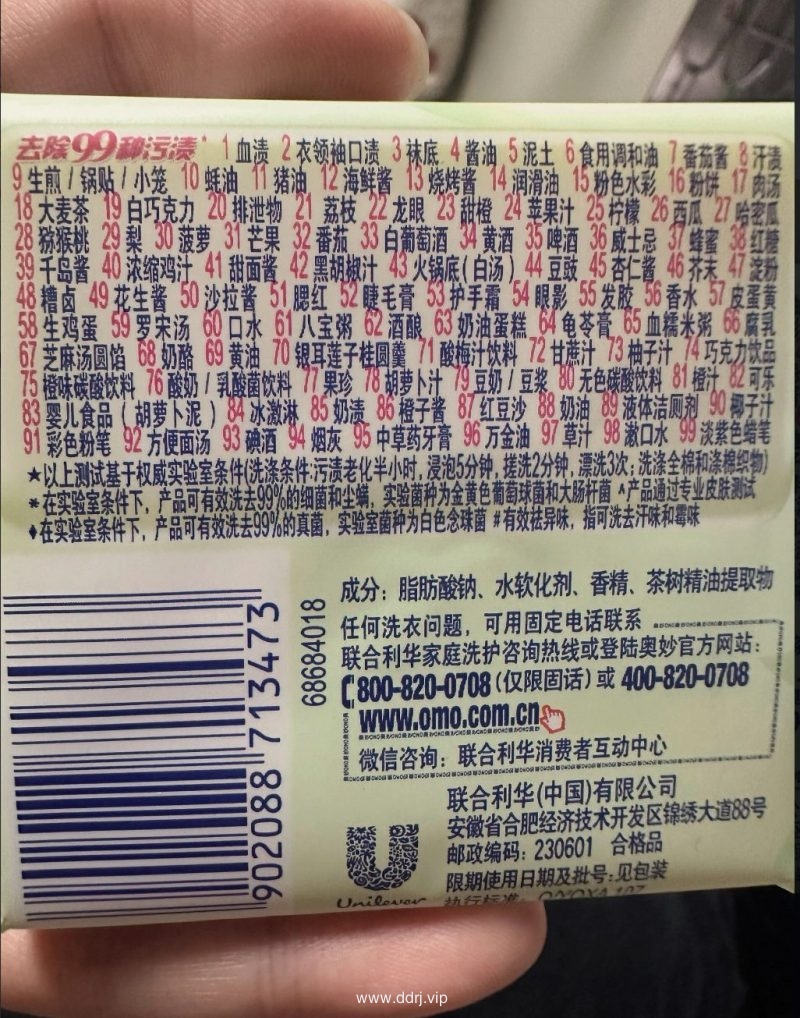 去除99种污渍* 1 血渍 2 衣领袖口渍 3 袜底 4 酱油 5 泥土 6 食用调和油 7 番茄酱 8 汗渍
9 生煎 / 锅贴 / 小笼 10 蚝油 11 猪油 12 海鲜酱 13 烧烤酱 14 润滑油 15 粉色水彩 16 粉饼 17 肉汤
18 大麦茶 19 白巧克力 20 排泄物 21 荔枝 22 龙眼 23 甜橙 24 苹果汁 25 柠檬 26 西瓜 27 哈密瓜
28 猕猴桃 29 梨 30 菠萝 31 芒果 32 番茄 33 白葡萄酒 34 黄酒 35 啤酒 36 威士忌 37 蜂蜜 38 红糖
39 千岛酱 40 浓缩鸡汁 41 甜面酱 42 黑胡椒汁 43 火锅底(白汤) 44 豆豉 45 杏仁酱 46 芥末 47 淀粉
48 糟卤 49 花生酱 50 沙拉酱 51 腮红 52 睫毛膏 53 护手霜 54 眼影 55 发胶 56 香水 57 皮蛋黄
58 生鸡蛋 59 罗宋汤 60 口水 61 八宝粥 62 酒酿 63 奶油蛋糕 64 龟苓膏 65 血糯米粥 66 腐乳
67 芝麻汤圆馅 68 奶酪 69 黄油 70 银耳莲子桂圆羹 71 酸梅汁饮料 72 甘蔗汁 73 柚子汁 74 巧克力饮品
75 橙味碳酸饮料 76 酸奶 / 乳酸菌饮料 77 果珍 78 胡萝卜汁 79 豆奶 / 豆浆 80 无色碳酸饮料 81 橙汁 82 可乐
83 婴儿食品 ( 胡萝卜泥 ) 84 冰激淋 85 奶渍 86 橙子酱 87 红豆沙 88 奶油 89 液体洁厕剂 90 椰子汁
91 彩色粉笔 92 方便面汤 93 碘酒 94 烟灰 95 中草药牙膏 96 万金油 97 草汁 98 漱口水 99 淡紫色蜡笔
★以上测试基于权威实验室条件(洗涤条件:污渍老化半小时, 浸泡5分钟, 搓洗2分钟, 漂洗3次; 洗涤全棉和涤棉织物)
*在实验室条件下，产品可有效洗去99%的细菌和尘螨，实验菌种为金黄色葡萄球菌和大肠杆菌 ^产品通过专业皮肤测试
♦在实验室条件下，产品可有效洗去99%的真菌，实验室菌种为白色念珠菌 #有效祛异味，指可洗去汗味和霉味
902088 713473
68684018
成分：脂肪酸钠、水软化剂、香精、茶树精油提取物
任何洗衣问题，可用固定电话联系
联合利华家庭洗护咨询热线或登陆奥妙官方网站：
800-820-0708 (仅限固话) 或 400-820-0708
www.omo.com.cn
微信咨询：联合利华消费者互动中心
Unilever
联合利华(中国)有限公司
安徽省合肥经济技术开发区锦绣大道88号
邮政编码：230601 合格品
限期使用日期及批号:见包装
执行标准：
www.ddrj.vip